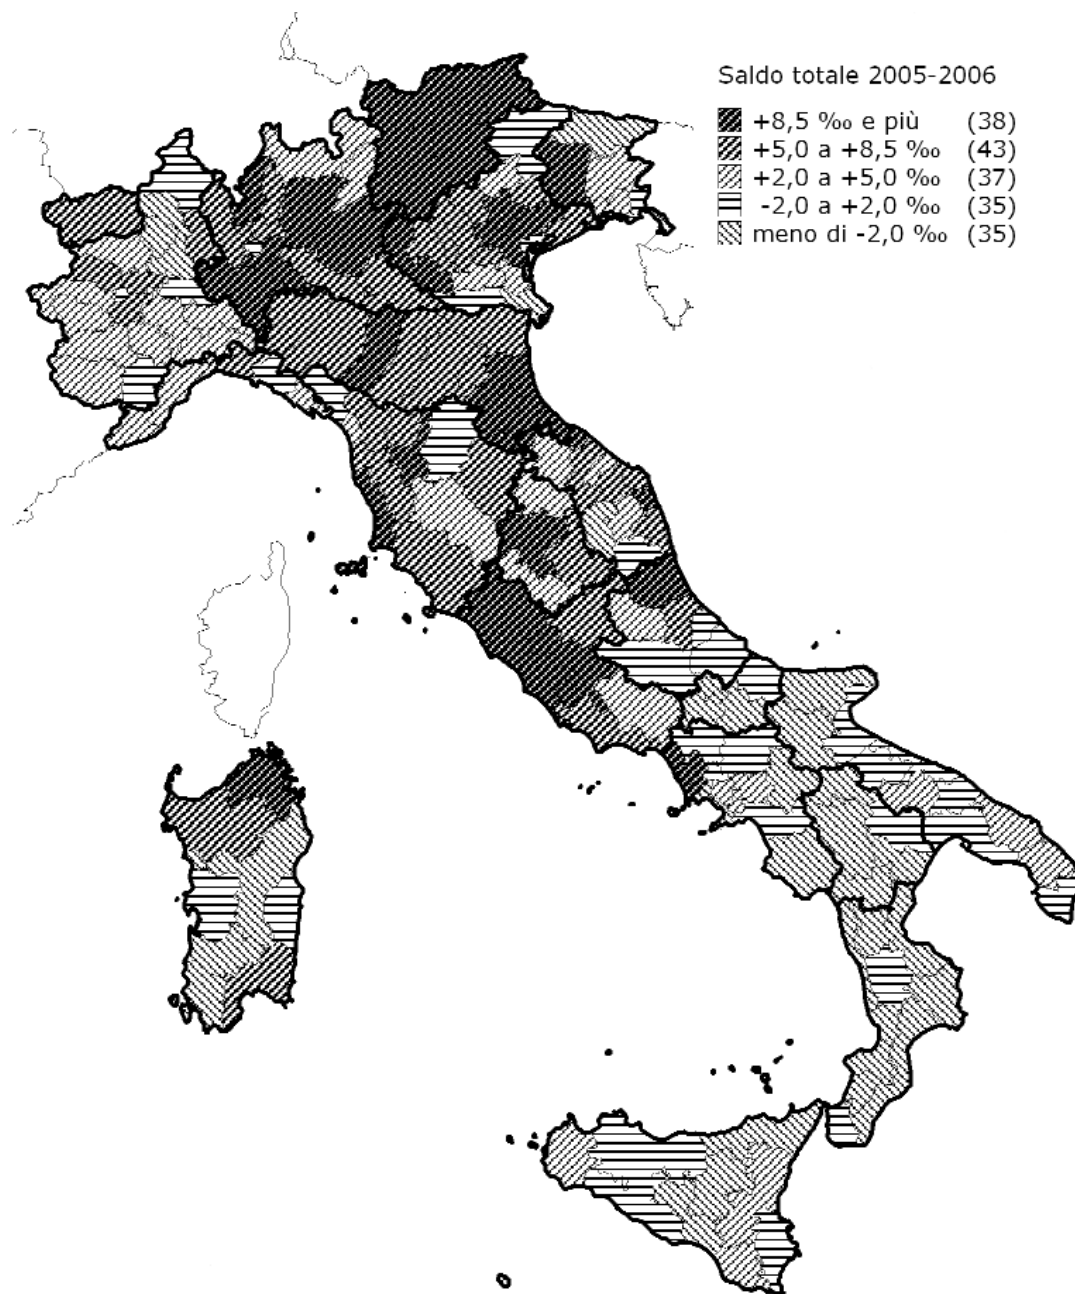 Saldo totale 2005-2006
+8,5 ‰ e più (38)
+5,0 a +8,5 ‰ (43)
+2,0 a +5,0 ‰ (37)
-2,0 a +2,0 ‰ (35)
meno di -2,0 ‰ (35)